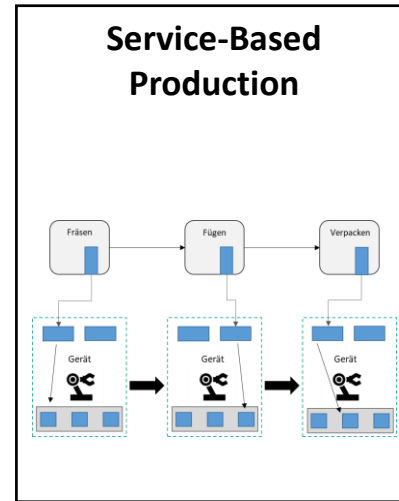 Service-Based
Production
Fräsen
Fügen
Verpacken
Gerät
Gerät
Gerät